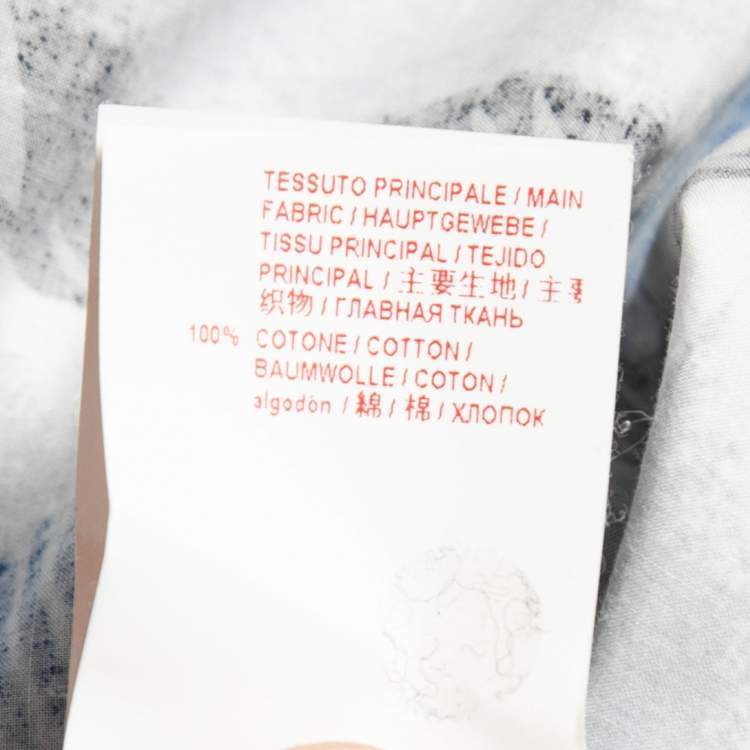 TESSUTO PRINCIPALE / MAIN
FABRIC / HAUPTGEWEBE /
TISSU PRINCIPAL / TEJIDO
PRINCIPAL / 主要生地 / 主要
织物 / ГЛАВНАЯ ТКАНЬ
100% COTONE / COTTON /
BAUMWOLLE / COTON /
algodòn / 綿 / 棉 / ХЛОПОК